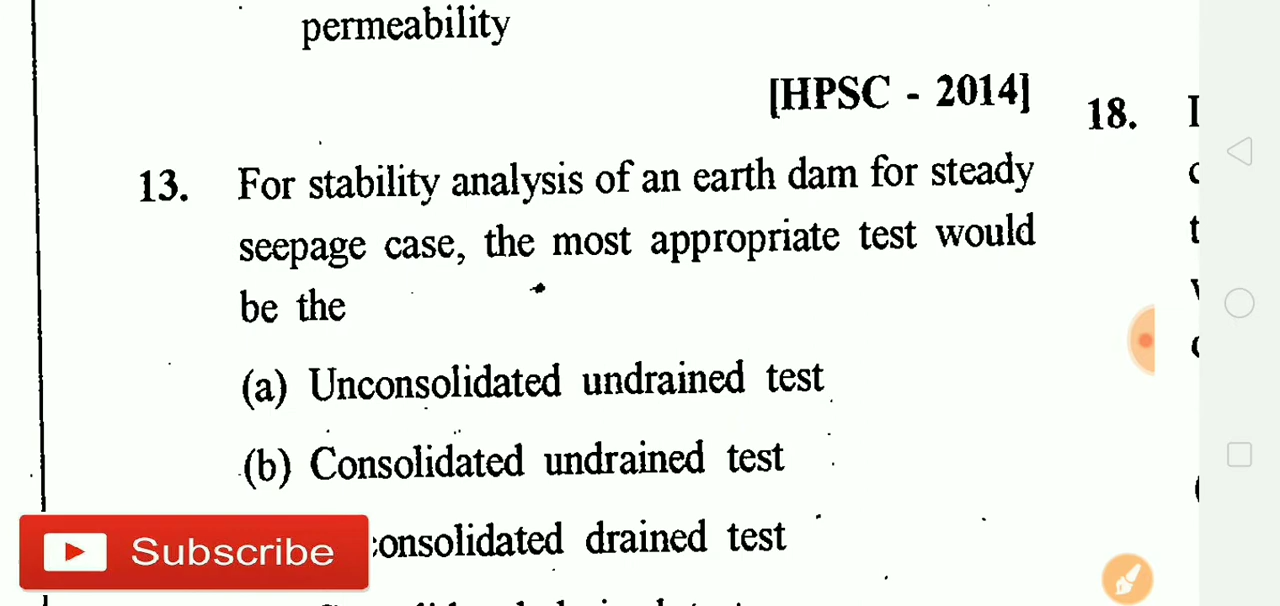 permeability
[HPSC - 2014]
13. For stability analysis of an earth dam for steady
seepage case, the most appropriate test would
be the
(a) Unconsolidated undrained test
(b) Consolidated undrained test
Subscribe
consolidated drained test
18.